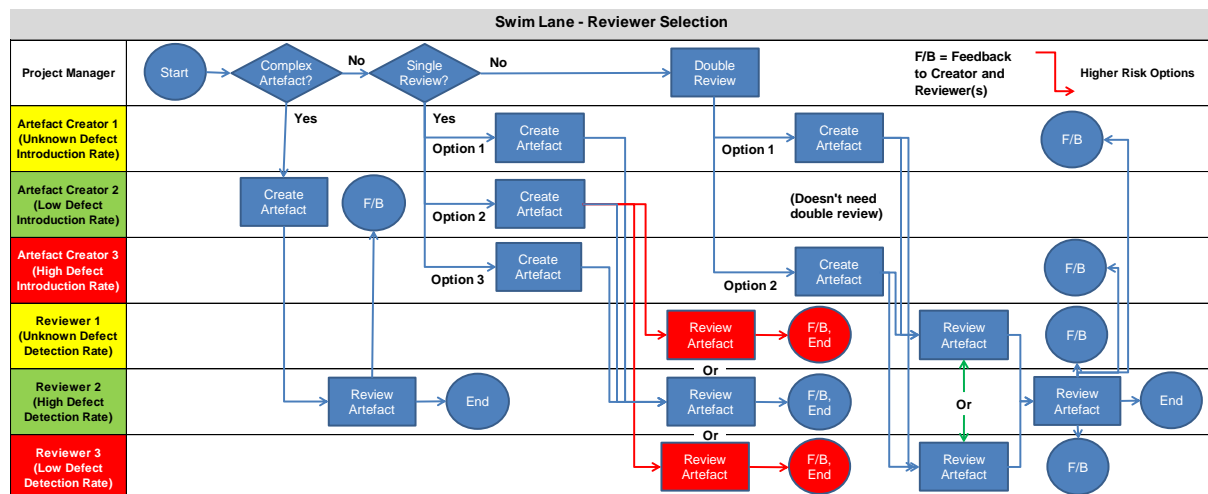 Swim Lane - Reviewer Selection
Project Manager
Start
Complex
Artefact?
No
Single
Review?
No
Double
Review
F/B = Feedback
to Creator and
Reviewer(s)
Higher Risk Options
Yes
Yes
Artefact Creator 1
(Unknown Defect
Introduction Rate)
Option 1
Create
Artefact
Option 1
Create
Artefact
F/B
Artefact Creator 2
(Low Defect
Introduction Rate)
Create
Artefact
F/B
Option 2
Create
Artefact
(Doesn't need
double review)
Artefact Creator 3
(High Defect
Introduction Rate)
Option 3
Create
Artefact
Option 2
Create
Artefact
F/B
Reviewer 1
(Unknown Defect
Detection Rate)
Review
Artefact
F/B,
End
Review
Artefact
F/B
Or
Reviewer 2
(High Defect
Detection Rate)
Review
Artefact
End
Review
Artefact
F/B,
End
Or
Review
Artefact
End
Or
Reviewer 3
(Low Defect
Detection Rate)
Review
Artefact
F/B,
End
Review
Artefact
F/B